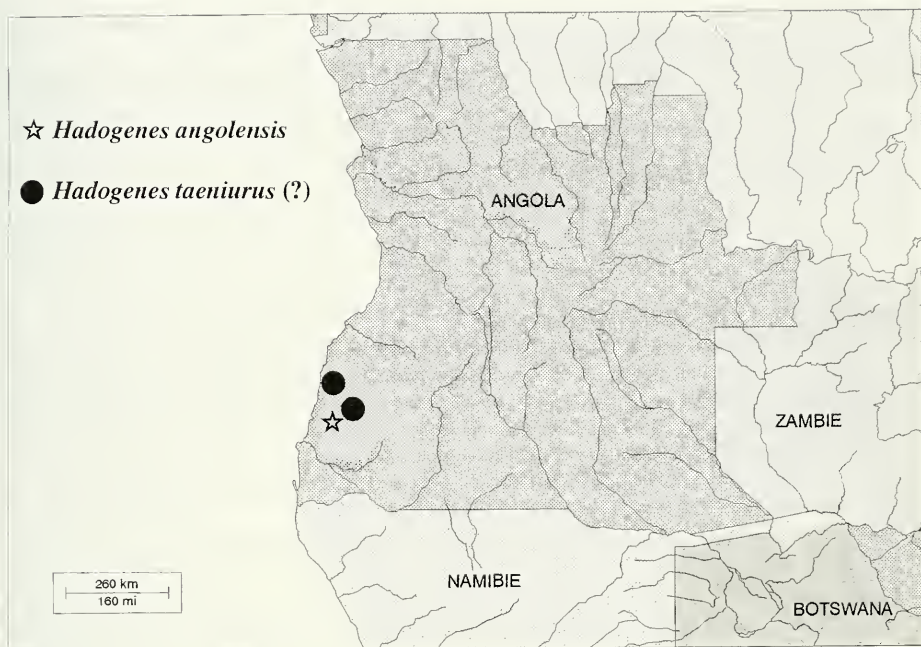 ☆ Hadogenes angolensis
● Hadogenes taeniurus (?)
ANGOLA
ZAMBIE
NAMIBIE
BOTSWANA
260 km
160 mi